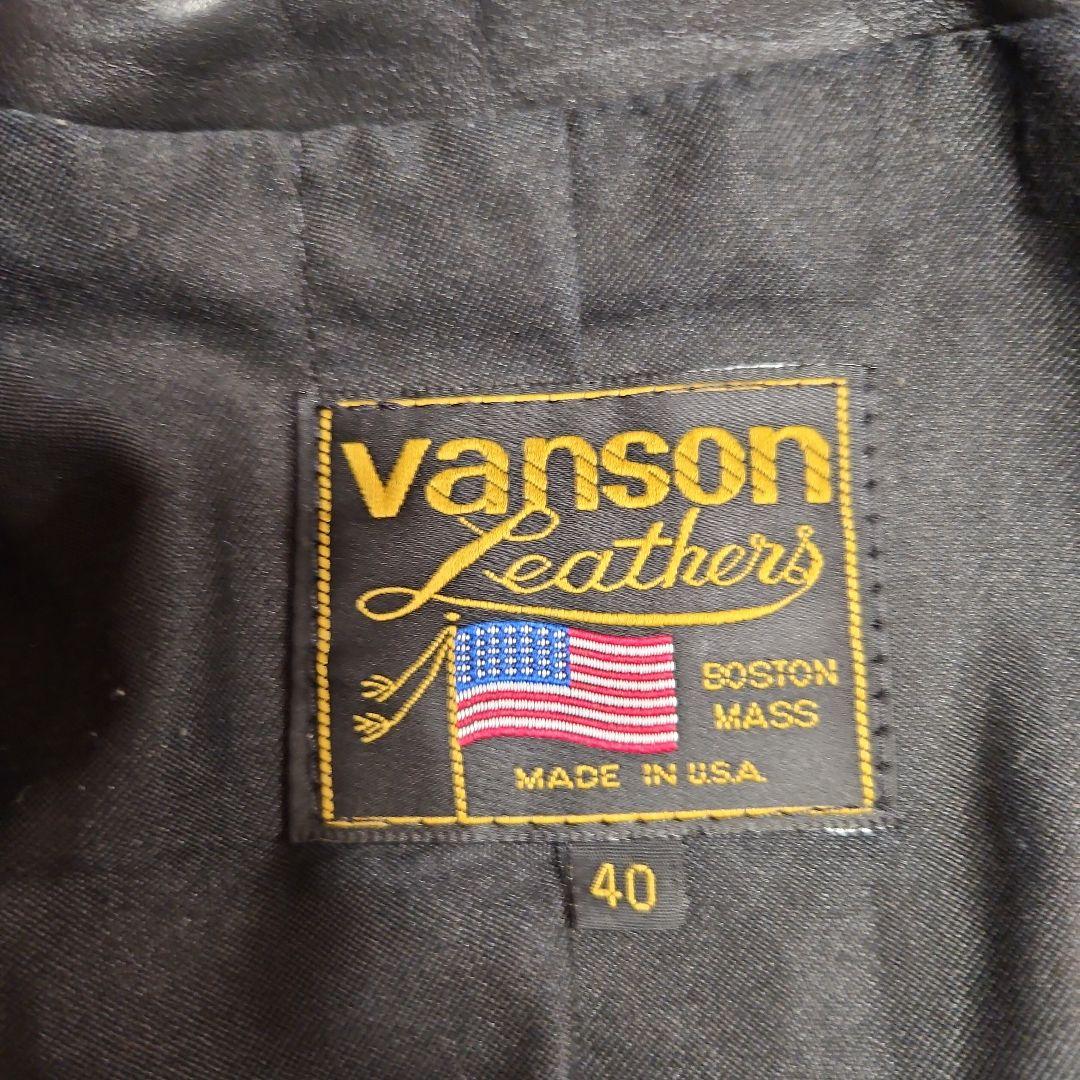 vanson
Leathers
BOSTON
MASS
MADE IN U.S.A.
40